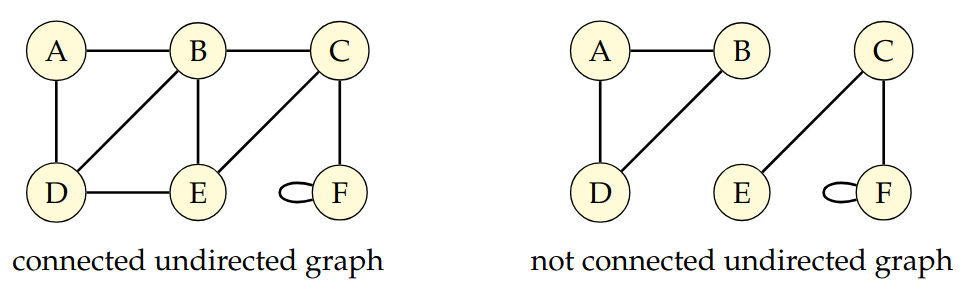 A B C
D E F
connected undirected graph
A B C
D E F
not connected undirected graph